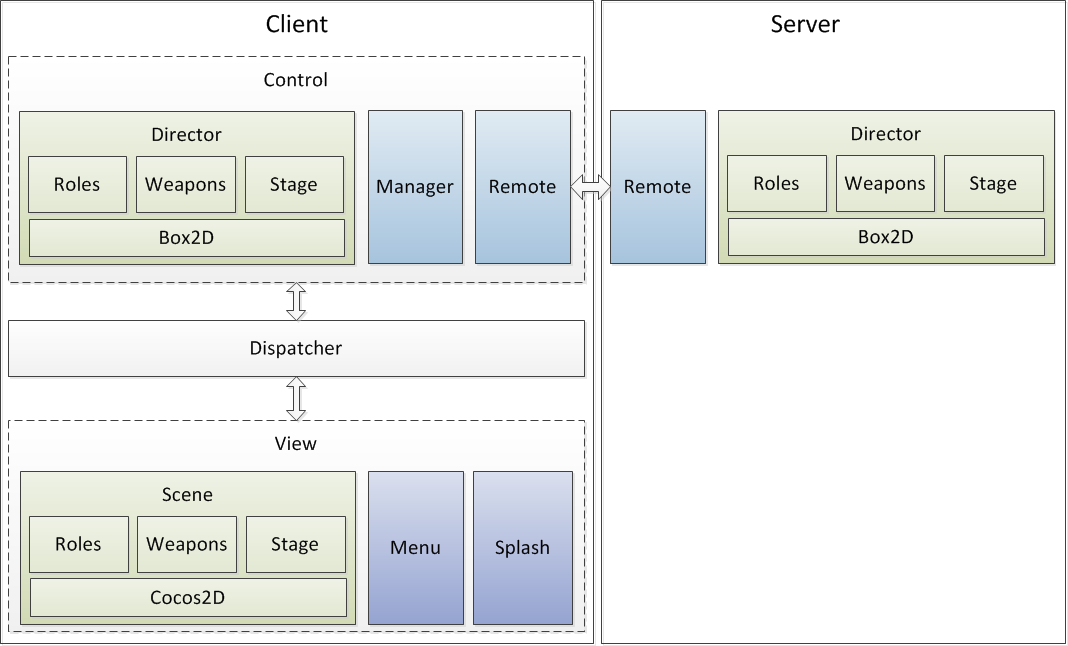 Client
Server
Control
Director
Roles
Weapons
Stage
Box2D
Manager
Remote
Remote
Director
Roles
Weapons
Stage
Box2D
Dispatcher
View
Scene
Roles
Weapons
Stage
Cocos2D
Menu
Splash